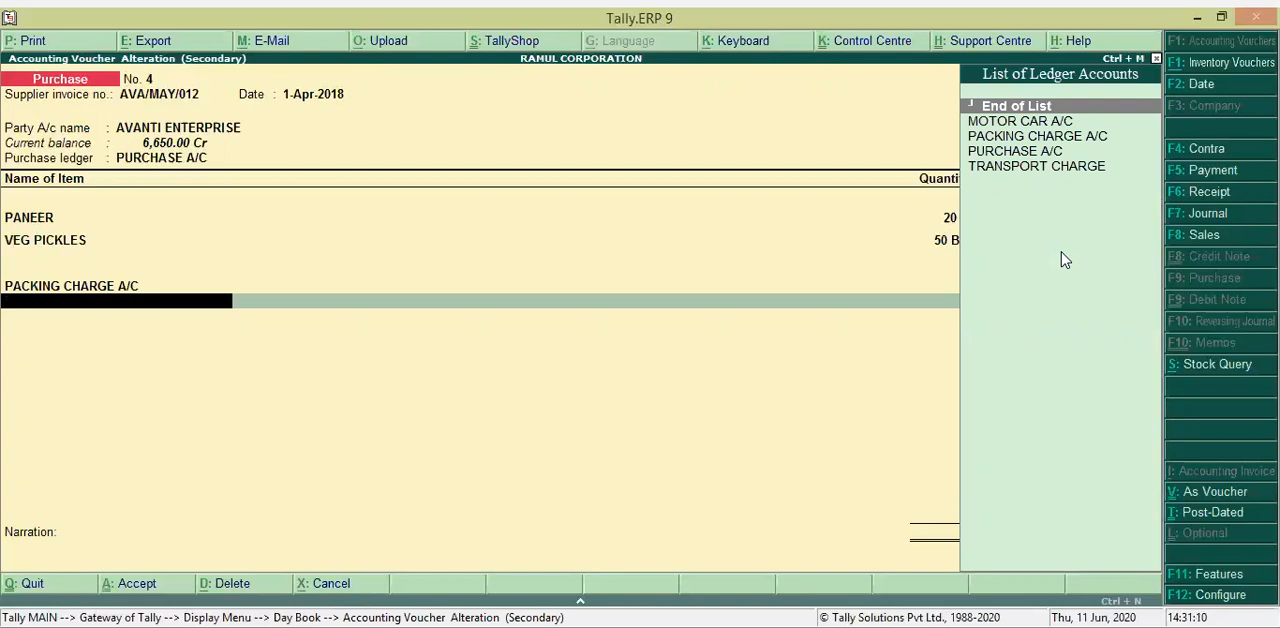 Tally.ERP 9
P: Print
E: Export
M: E-Mail
O: Upload
S: TallyShop
G: Language
K: Keyboard
K: Control Centre
H: Support Centre
H: Help
Accounting Voucher Alteration (Secondary)
RAMUL CORPORATION
Ctrl + M
Purchase No. 4
Supplier invoice no.: AVA/MAY/012 Date : 1-Apr-2018
Party A/c name : AVANTI ENTERPRISE
Current balance : 6,650.00 Cr
Purchase ledger : PURCHASE A/C
Name of Item
Quanti
PANEER
20
VEG PICKLES
50 B
PACKING CHARGE A/C
Narration:
List of Ledger Accounts
End of List
MOTOR CAR A/C
PACKING CHARGE A/C
PURCHASE A/C
TRANSPORT CHARGE
F1: Accounting Vouchers
F1: Inventory Vouchers
F2: Date
F3: Company
F4: Contra
F5: Payment
F6: Receipt
F7: Journal
F8: Sales
F8: Credit Note
F9: Purchase
F9: Debit Note
F10: Reversing Journal
F10: Memos
S: Stock Query
I: Accounting Invoice
V: As Voucher
T: Post-Dated
L: Optional
F11: Features
F12: Configure
Q: Quit
A: Accept
D: Delete
X: Cancel
Ctrl + N
Tally MAIN --> Gateway of Tally --> Display Menu --> Day Book --> Accounting Voucher Alteration (Secondary)
© Tally Solutions Pvt Ltd., 1988-2020
Thu, 11 Jun, 2020
14:31:10